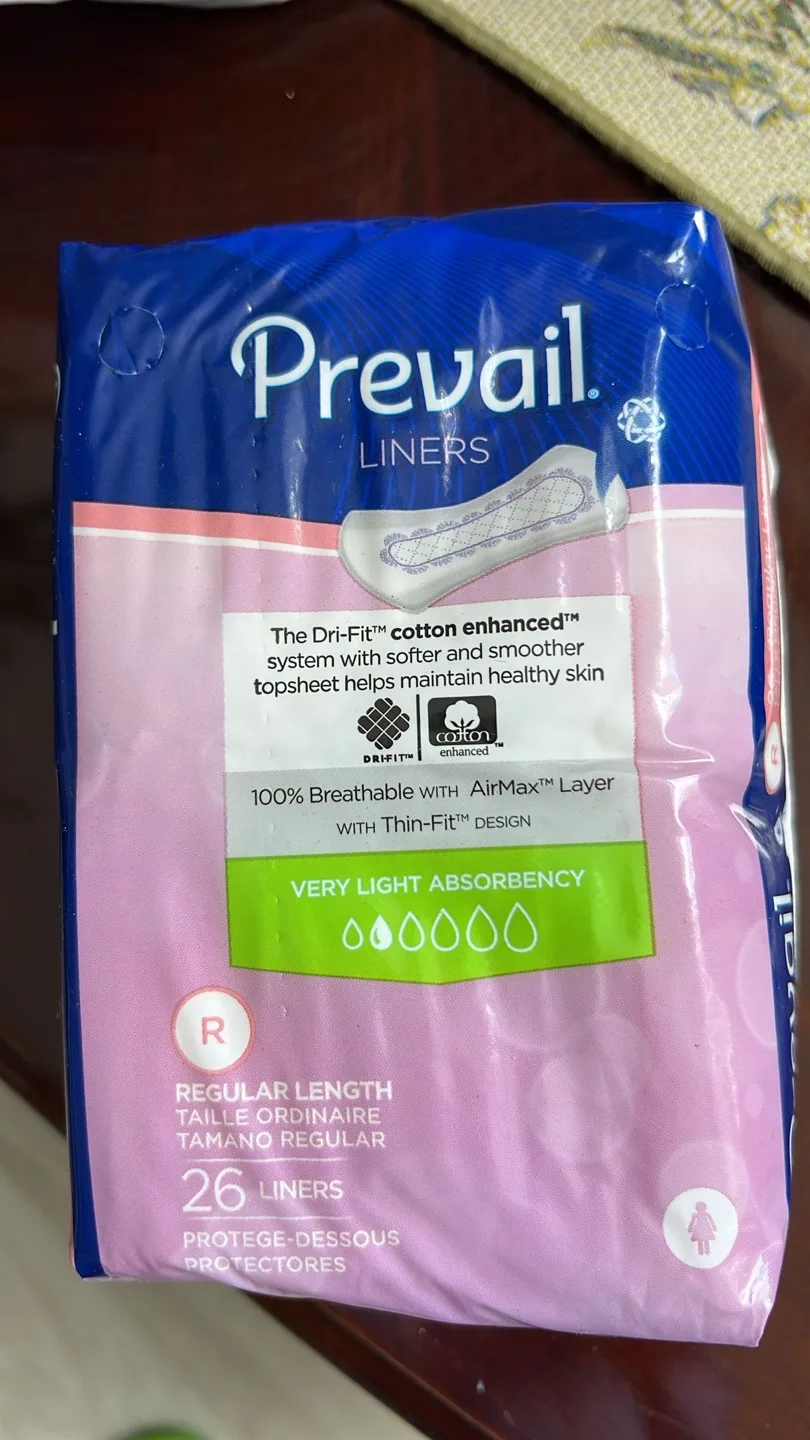 Prevail®
LINERS
The Dri-Fit™ cotton enhanced™
system with softer and smoother
topsheet helps maintain healthy skin
DRI-FIT™
cotton
enhanced™
100% Breathable WITH AirMax™ Layer
WITH Thin-Fit™ DESIGN
VERY LIGHT ABSORBENCY
R
REGULAR LENGTH
TAILLE ORDINAIRE
TAMANO REGULAR
26 LINERS
PROTEGE-DESSOUS
PROTECTORES
R